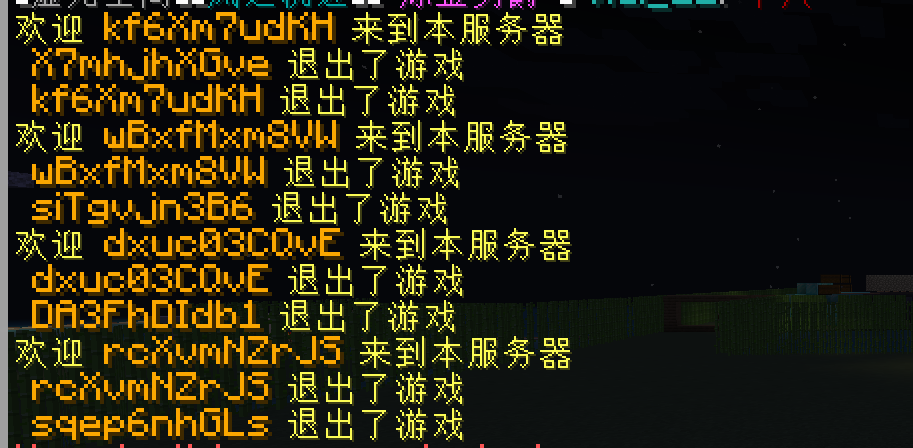 欢迎 kf6Xm7udKH 来到本服务器
X7mhjhXGve 退出了游戏
kf6Xm7udKH 退出了游戏
欢迎 wBxfMxm8VW 来到本服务器
wBxfMxm8VW 退出了游戏
siTgvjn3B6 退出了游戏
欢迎 dxuc03CQvE 来到本服务器
dxuc03CQvE 退出了游戏
DA3FhDIdb1 退出了游戏
欢迎 rcXvmNZrJS 来到本服务器
rcXvmNZrJS 退出了游戏
sqep6nhGLs 退出了游戏